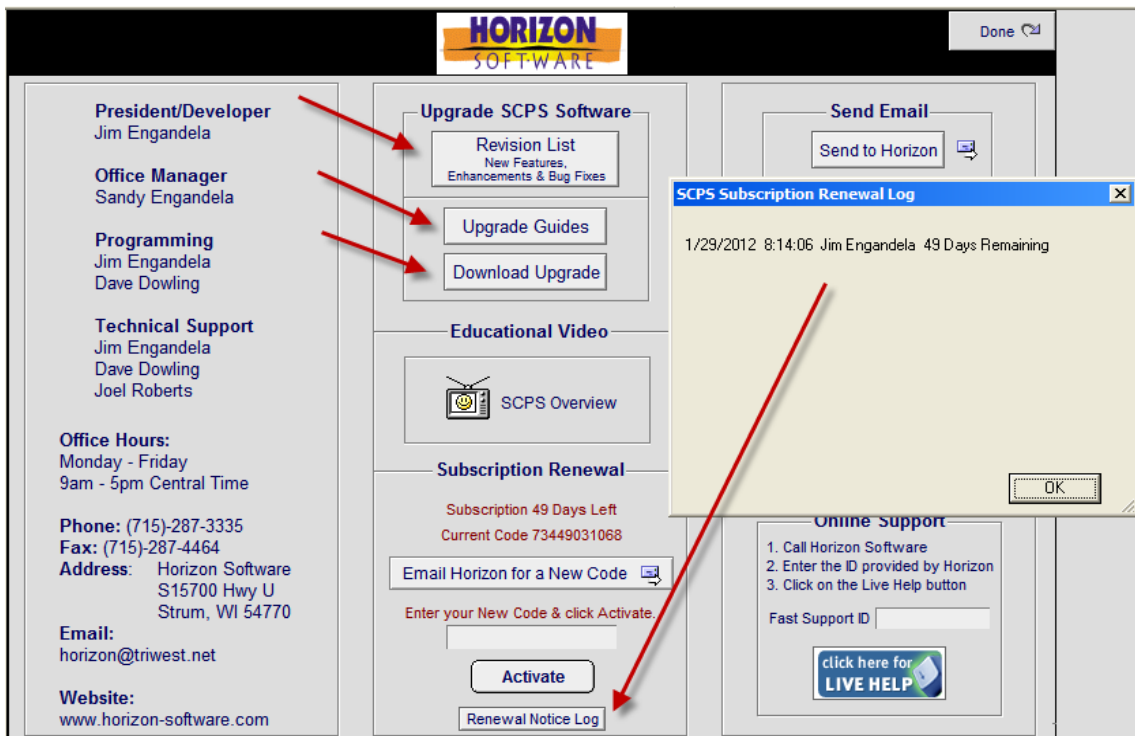 HORIZON
SOFTWARE
Done
President/Developer
Jim Engandela
Office Manager
Sandy Engandela
Programming
Jim Engandela
Dave Dowling
Technical Support
Jim Engandela
Dave Dowling
Joel Roberts
Office Hours:
Monday - Friday
9am - 5pm Central Time
Phone: (715)-287-3335
Fax: (715)-287-4464
Address: Horizon Software
S15700 Hwy U
Strum, WI 54770
Email:
horizon@triwest.net
Website:
www.horizon-software.com
Upgrade SCPS Software
Revision List
New Features,
Enhancements & Bug Fixes
Upgrade Guides
Download Upgrade
Educational Video
SCPS Overview
Subscription Renewal
Subscription 49 Days Left
Current Code 73449031068
Email Horizon for a New Code
Enter your New Code & click Activate.
Activate
Renewal Notice Log
Send Email
Send to Horizon
SCPS Subscription Renewal Log
1/29/2012 8:14:06 Jim Engandela 49 Days Remaining
OK
Online Support
1. Call Horizon Software
2. Enter the ID provided by Horizon
3. Click on the Live Help button
Fast Support ID
click here for
LIVE HELP